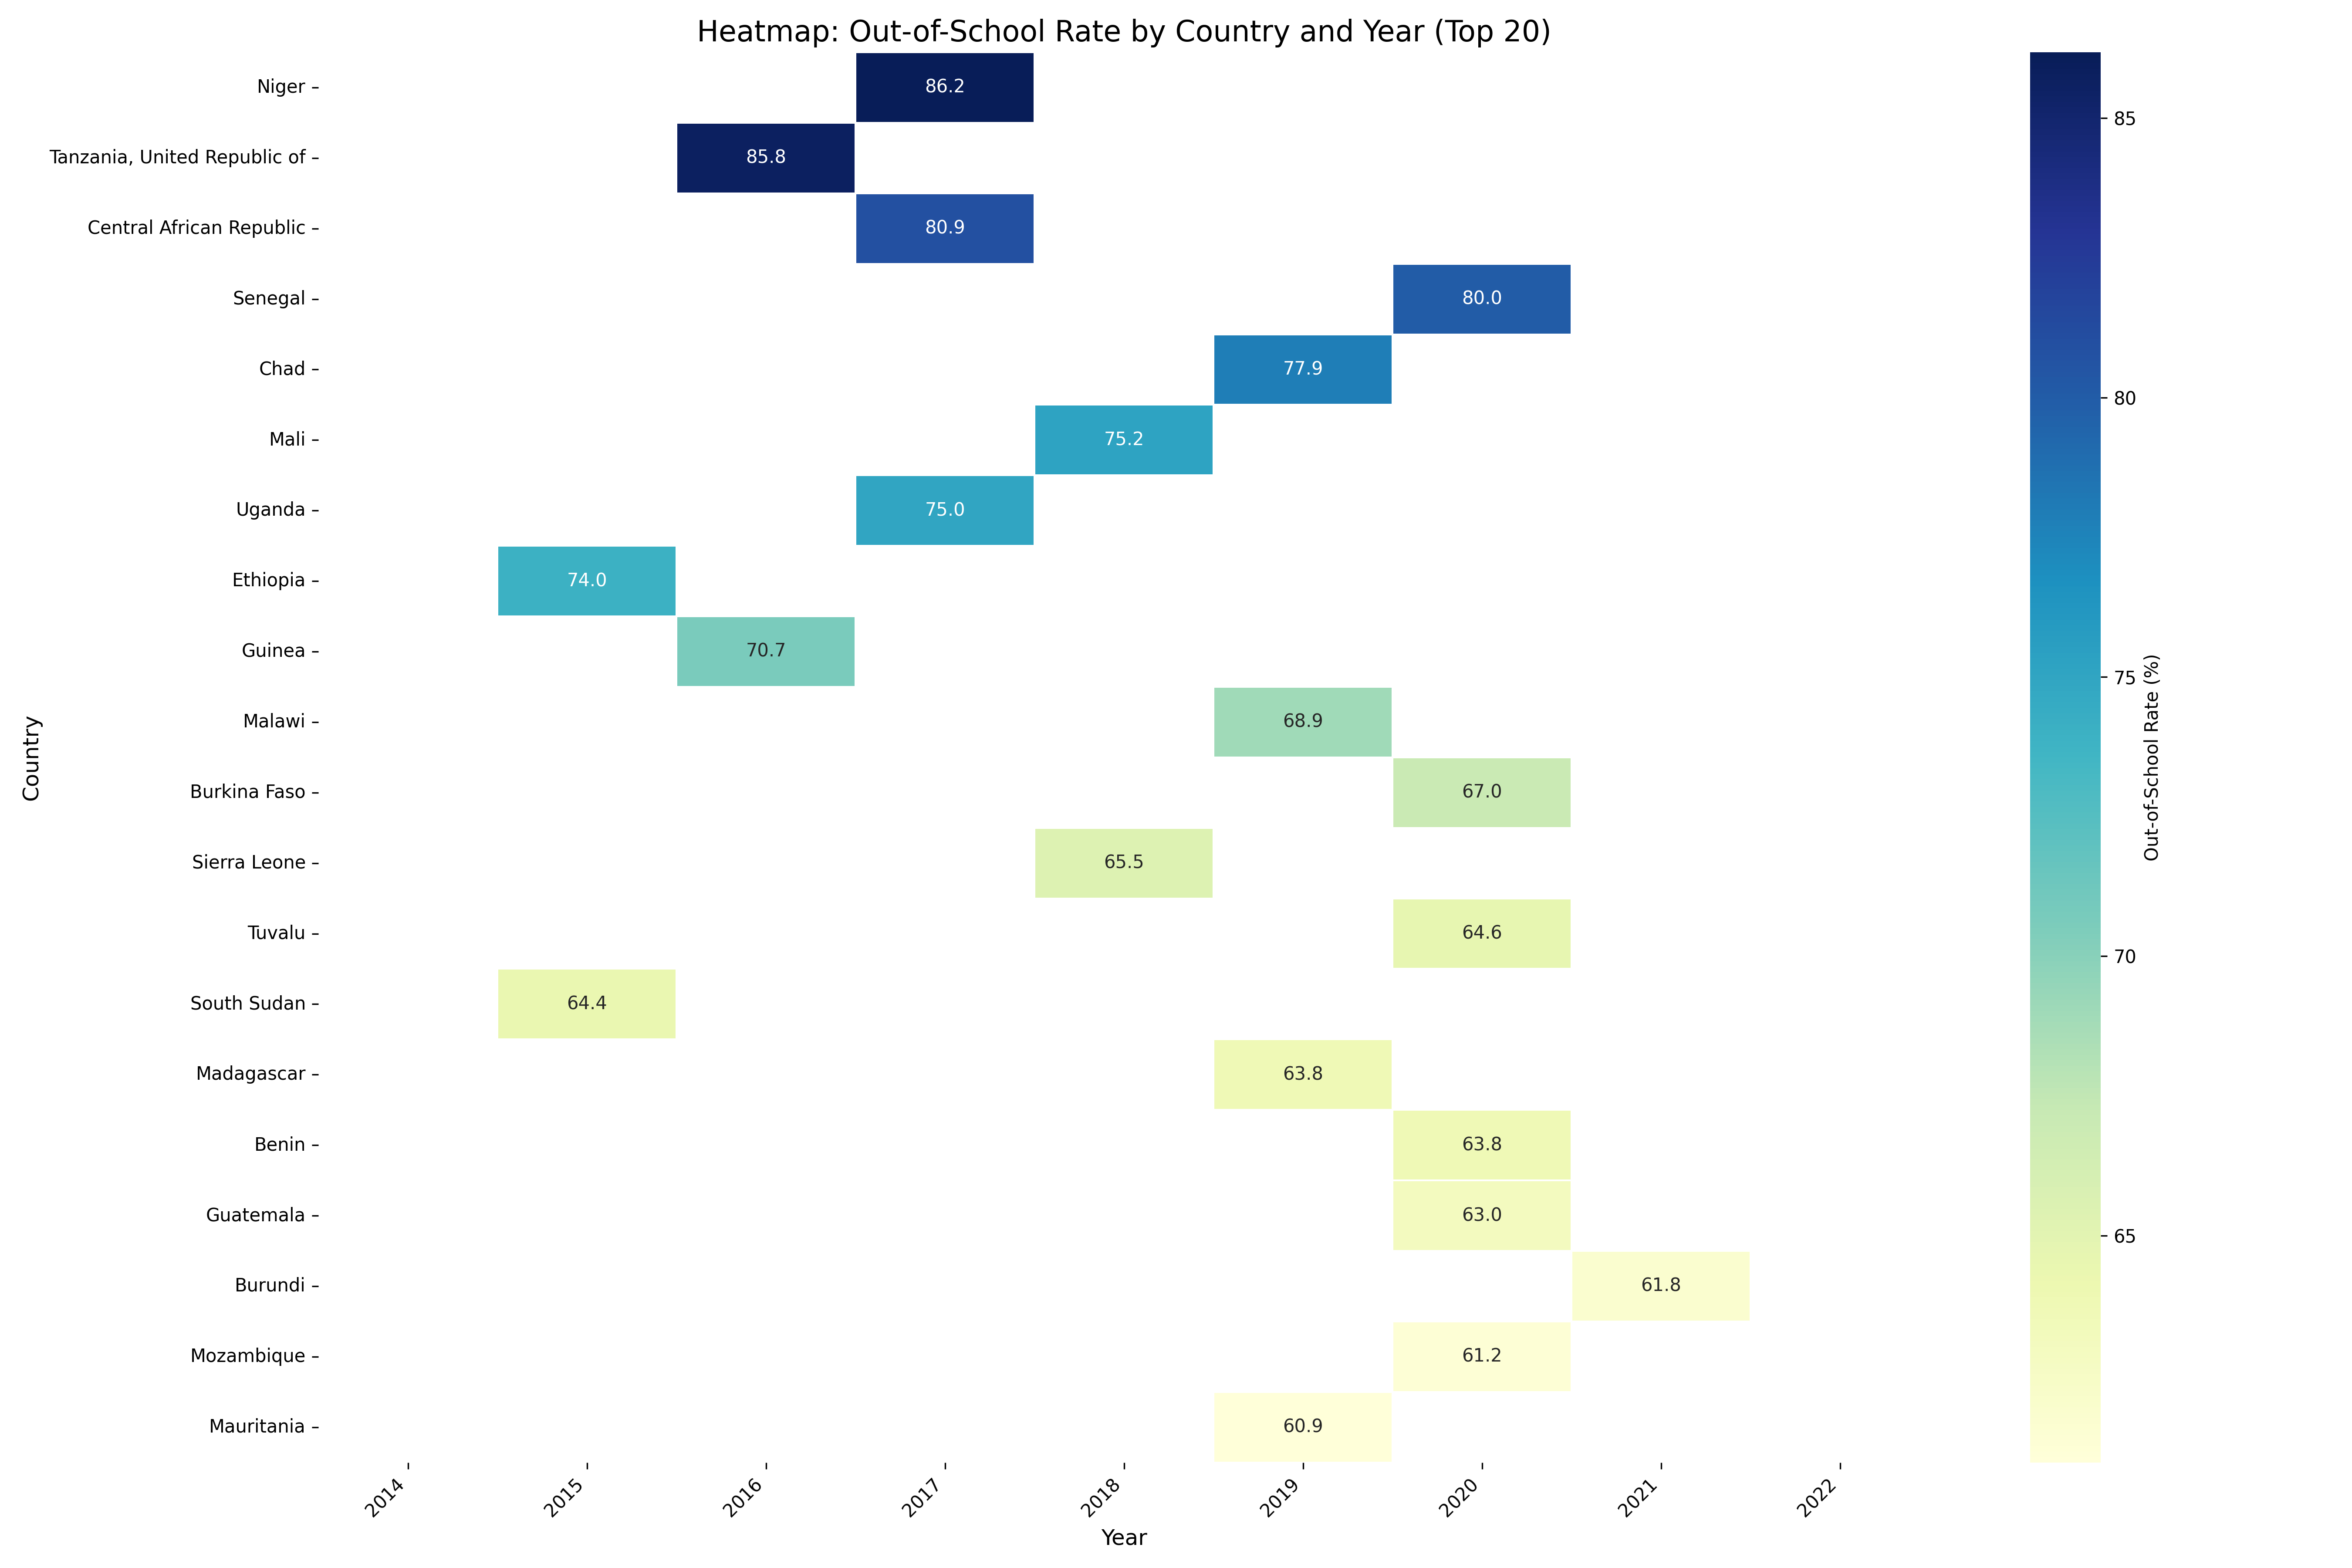 Heatmap: Out-of-School Rate by Country and Year (Top 20)
Niger
86.2
Tanzania, United Republic of
85.8
Central African Republic
80.9
Senegal
80.0
Chad
77.9
Mali
75.2
Uganda
75.0
Ethiopia
74.0
Guinea
70.7
Malawi
68.9
Burkina Faso
67.0
Sierra Leone
65.5
Tuvalu
64.6
South Sudan
64.4
Madagascar
63.8
Benin
63.8
Guatemala
63.0
Burundi
61.8
Mozambique
61.2
Mauritania
60.9
Country
2014
2015
2016
2017
2018
2019
2020
2021
2022
Year
85
80
75
70
65
Out-of-School Rate (%)